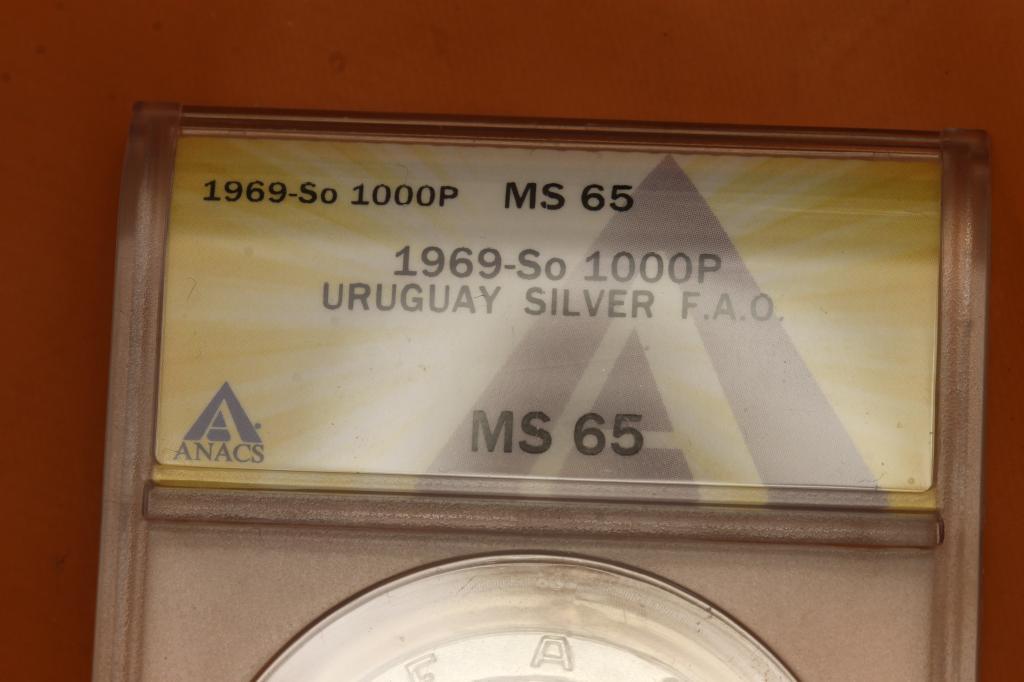 1969-So 1000P MS 65
1969-So 1000P
URUGUAY SILVER F.A.O.
MS 65
ANACS
F A